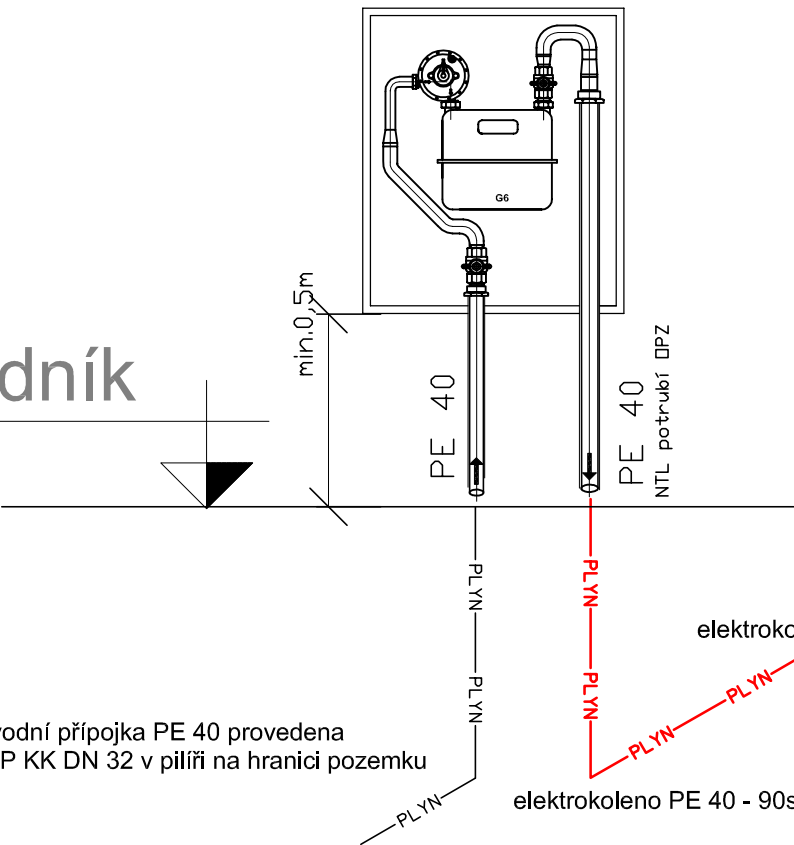 G6
min.0,5m
dník
PE 40
PE 40
NTL potrubí OPZ
PLYN
PLYN
PLYN
PLYN
PLYN
PLYN
PLYN
PLYN
elektroko
vodní přípojka PE 40 provedena
P KK DN 32 v pilíři na hranici pozemku
elektrokoleno PE 40 - 90s